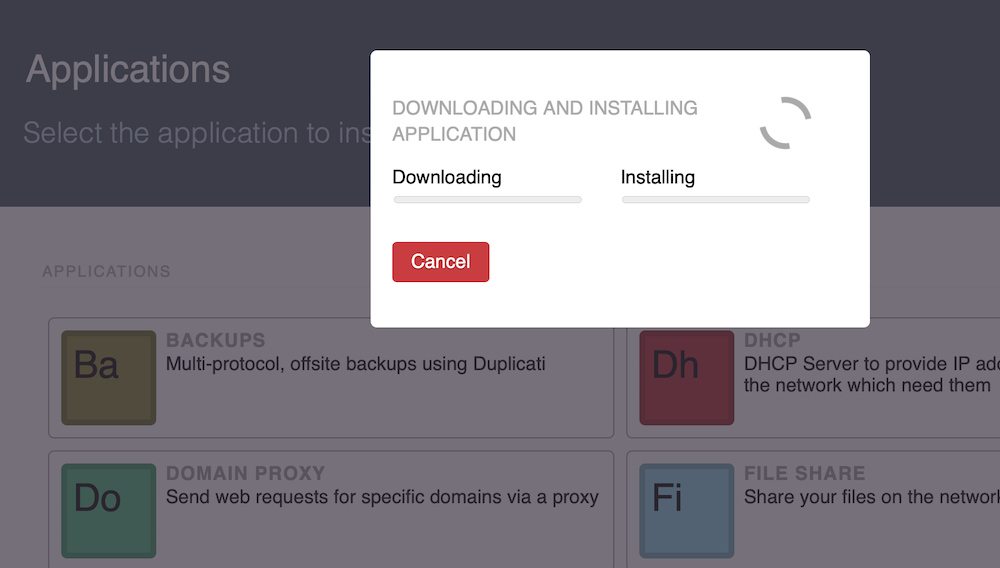 Applications
Select the application to ins
DOWNLOADING AND INSTALLING
APPLICATION
Downloading
Installing
Cancel
APPLICATIONS
Ba
BACKUPS
Multi-protocol, offsite backups using Duplicati
Dh
DHCP
DHCP Server to provide IP add
the network which need them
Do
DOMAIN PROXY
Send web requests for specific domains via a proxy
Fi
FILE SHARE
Share your files on the network